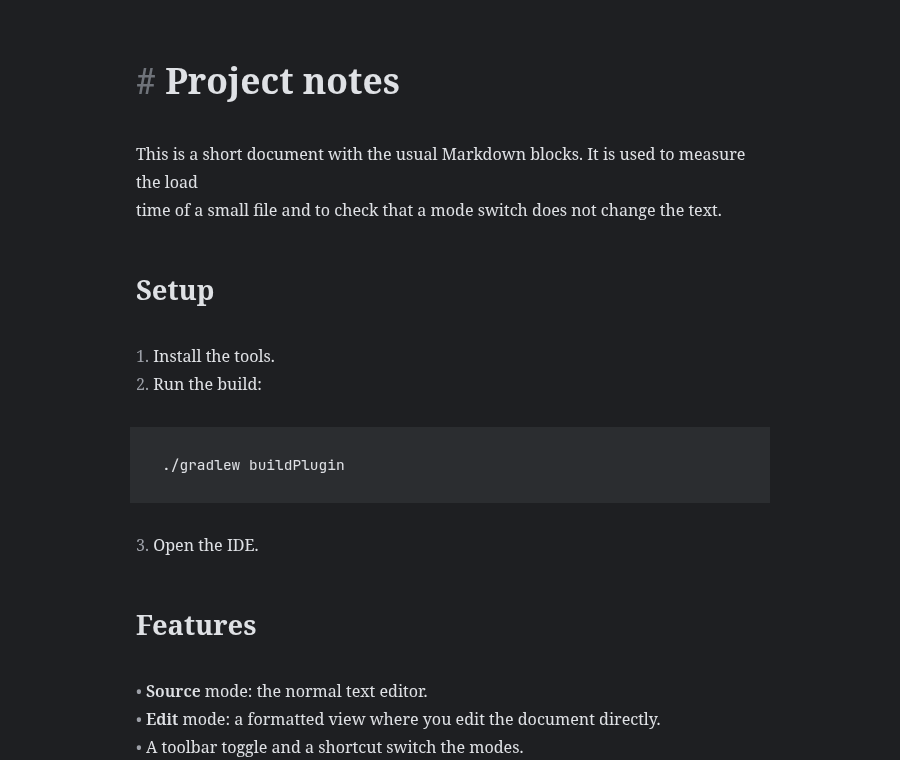 # Project notes
This is a short document with the usual Markdown blocks. It is used to measure
the load
time of a small file and to check that a mode switch does not change the text.
Setup
1. Install the tools.
2. Run the build:
./gradlew buildPlugin
3. Open the IDE.
Features
• Source mode: the normal text editor.
• Edit mode: a formatted view where you edit the document directly.
• A toolbar toggle and a shortcut switch the modes.